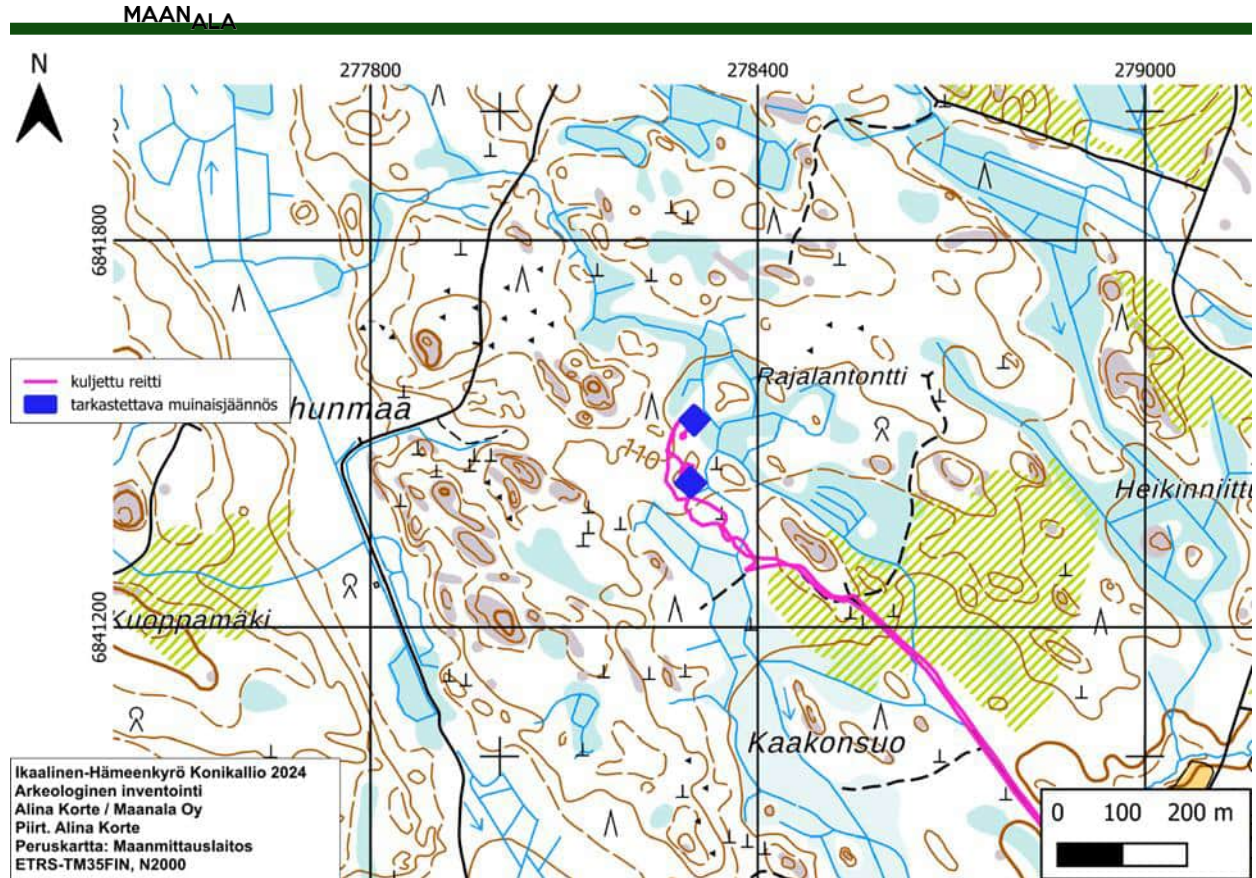 MAANALA
N
277800
278400
279000
6841800
kuljettu reitti
tarkastettava muinaisjäännös
hunmaa
Rajalantontti
110
Heikinniittu
Kuoppamäki
6841200
Kaakonsuo
Ikaalinen-Hämeenkyrö Konikallio 2024
Arkeologinen inventointi
Alina Korte / Maanala Oy
Piirt. Alina Korte
Peruskartta: Maanmittauslaitos
ETRS-TM35FIN, N2000
0 100 200 m